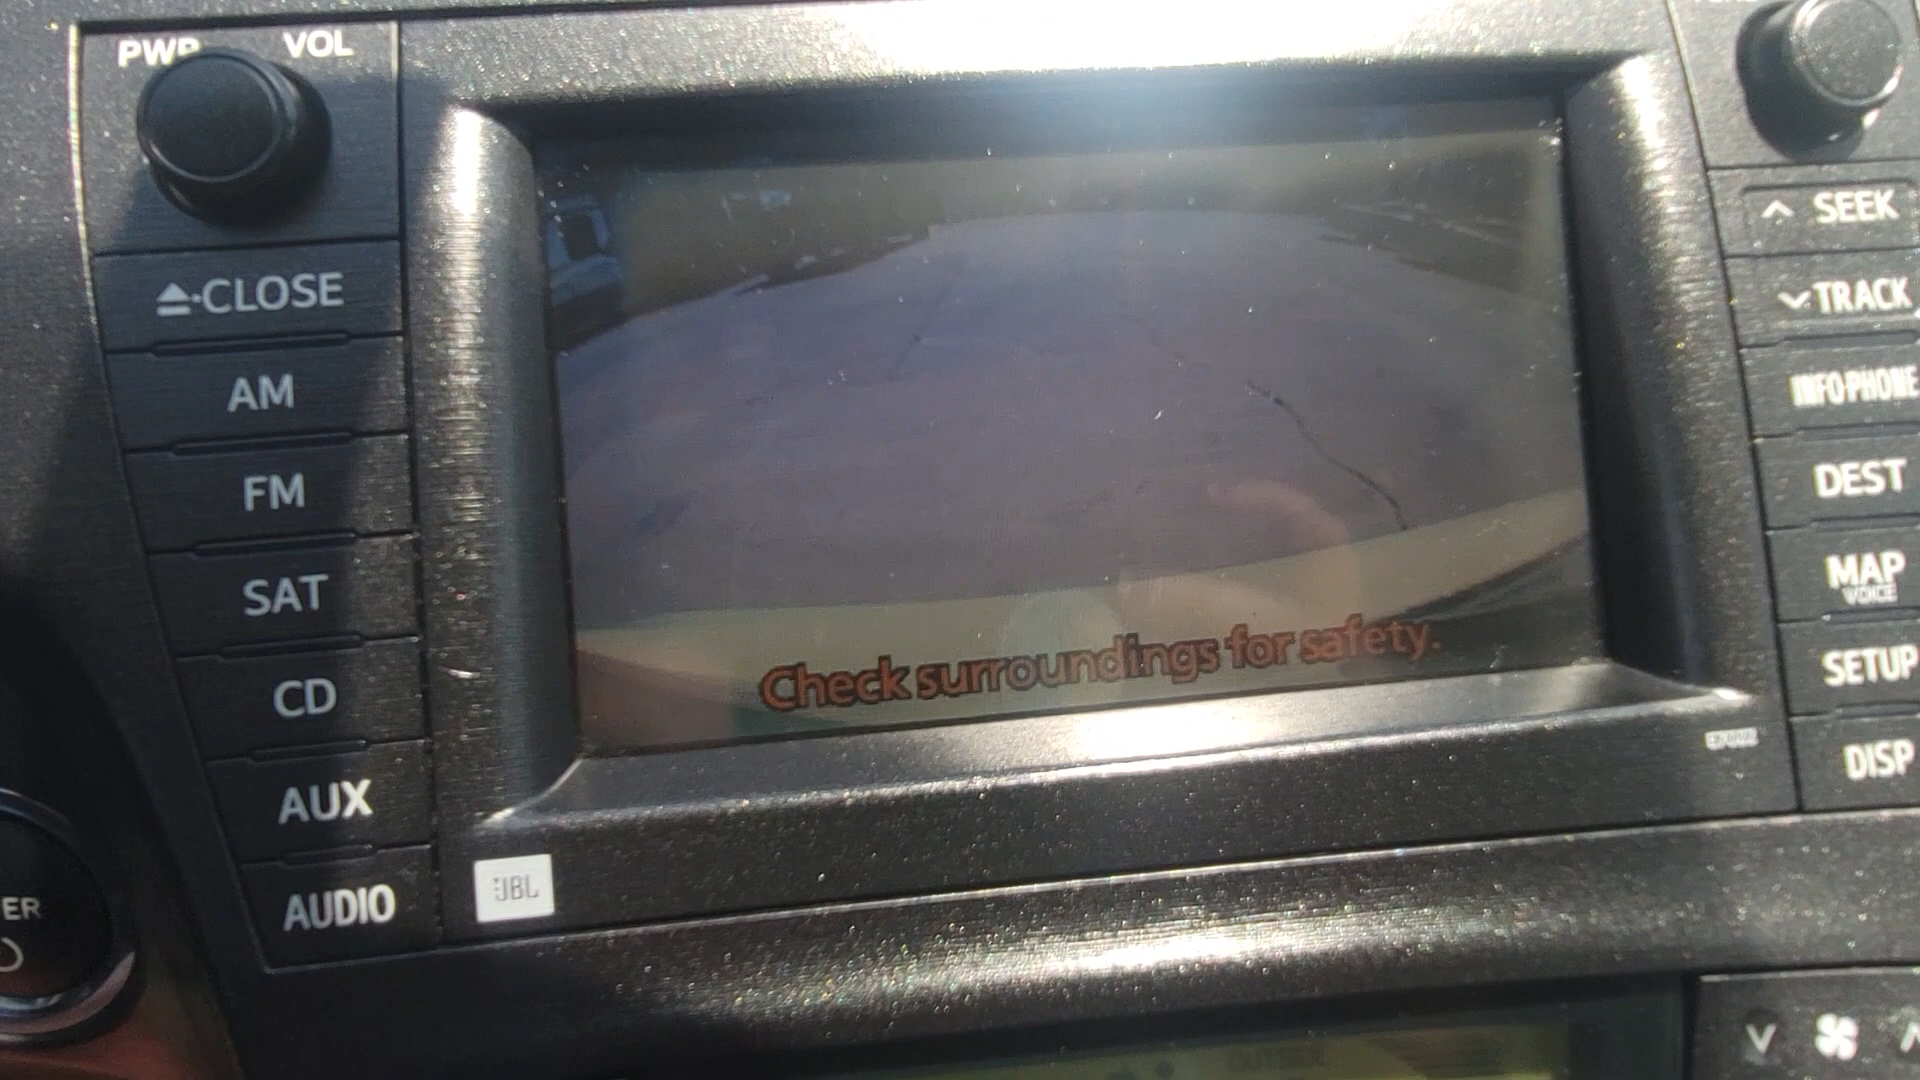 PWR VOL
CLOSE
AM
FM
SAT
CD
AUX
AUDIO
JBL
Check surroundings for safety.
SEEK
TRACK
INFO·PHONE
DEST
MAP
VOICE
SETUP
DISP
ER